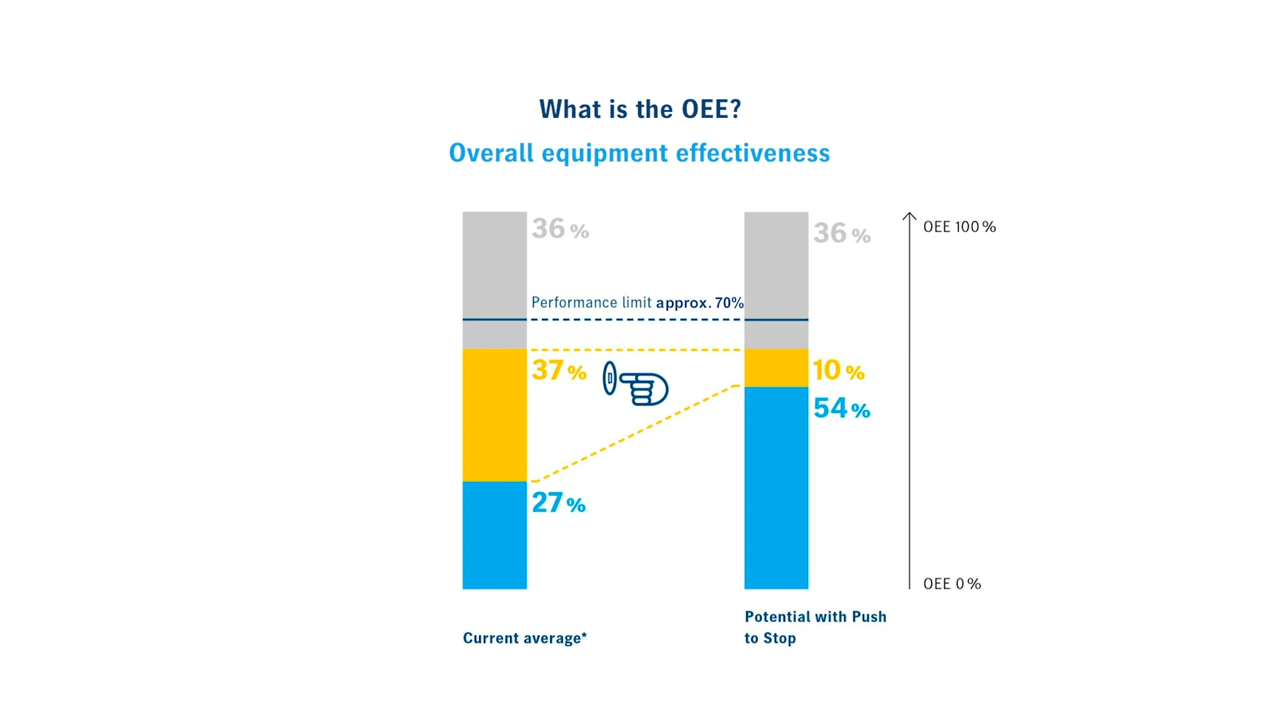 What is the OEE?
Overall equipment effectiveness
36 %
36 %
OEE 100 %
Performance limit approx. 70%
37 %
10 %
54 %
27 %
OEE 0 %
Potential with Push
to Stop
Current average*